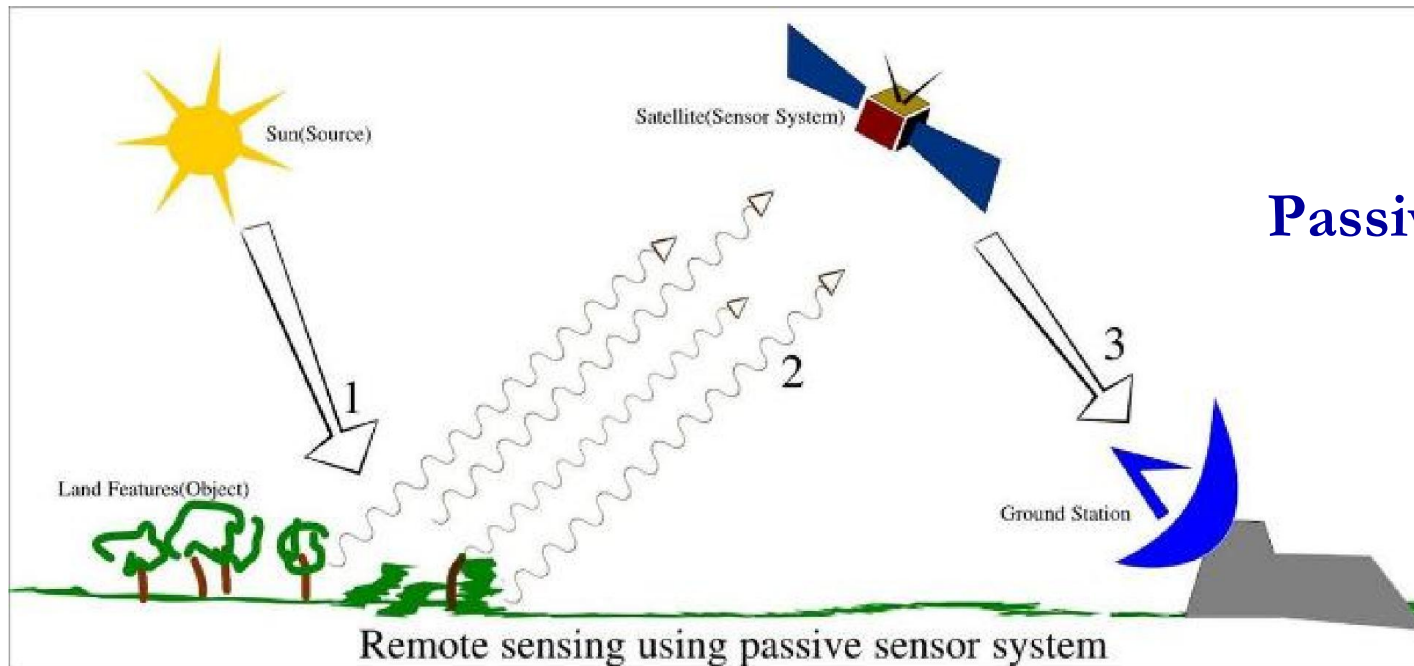 Sun(Source)
Satellite(Sensor System)
Passiv
1
2
3
Land Features(Object)
Ground Station
Remote sensing using passive sensor system